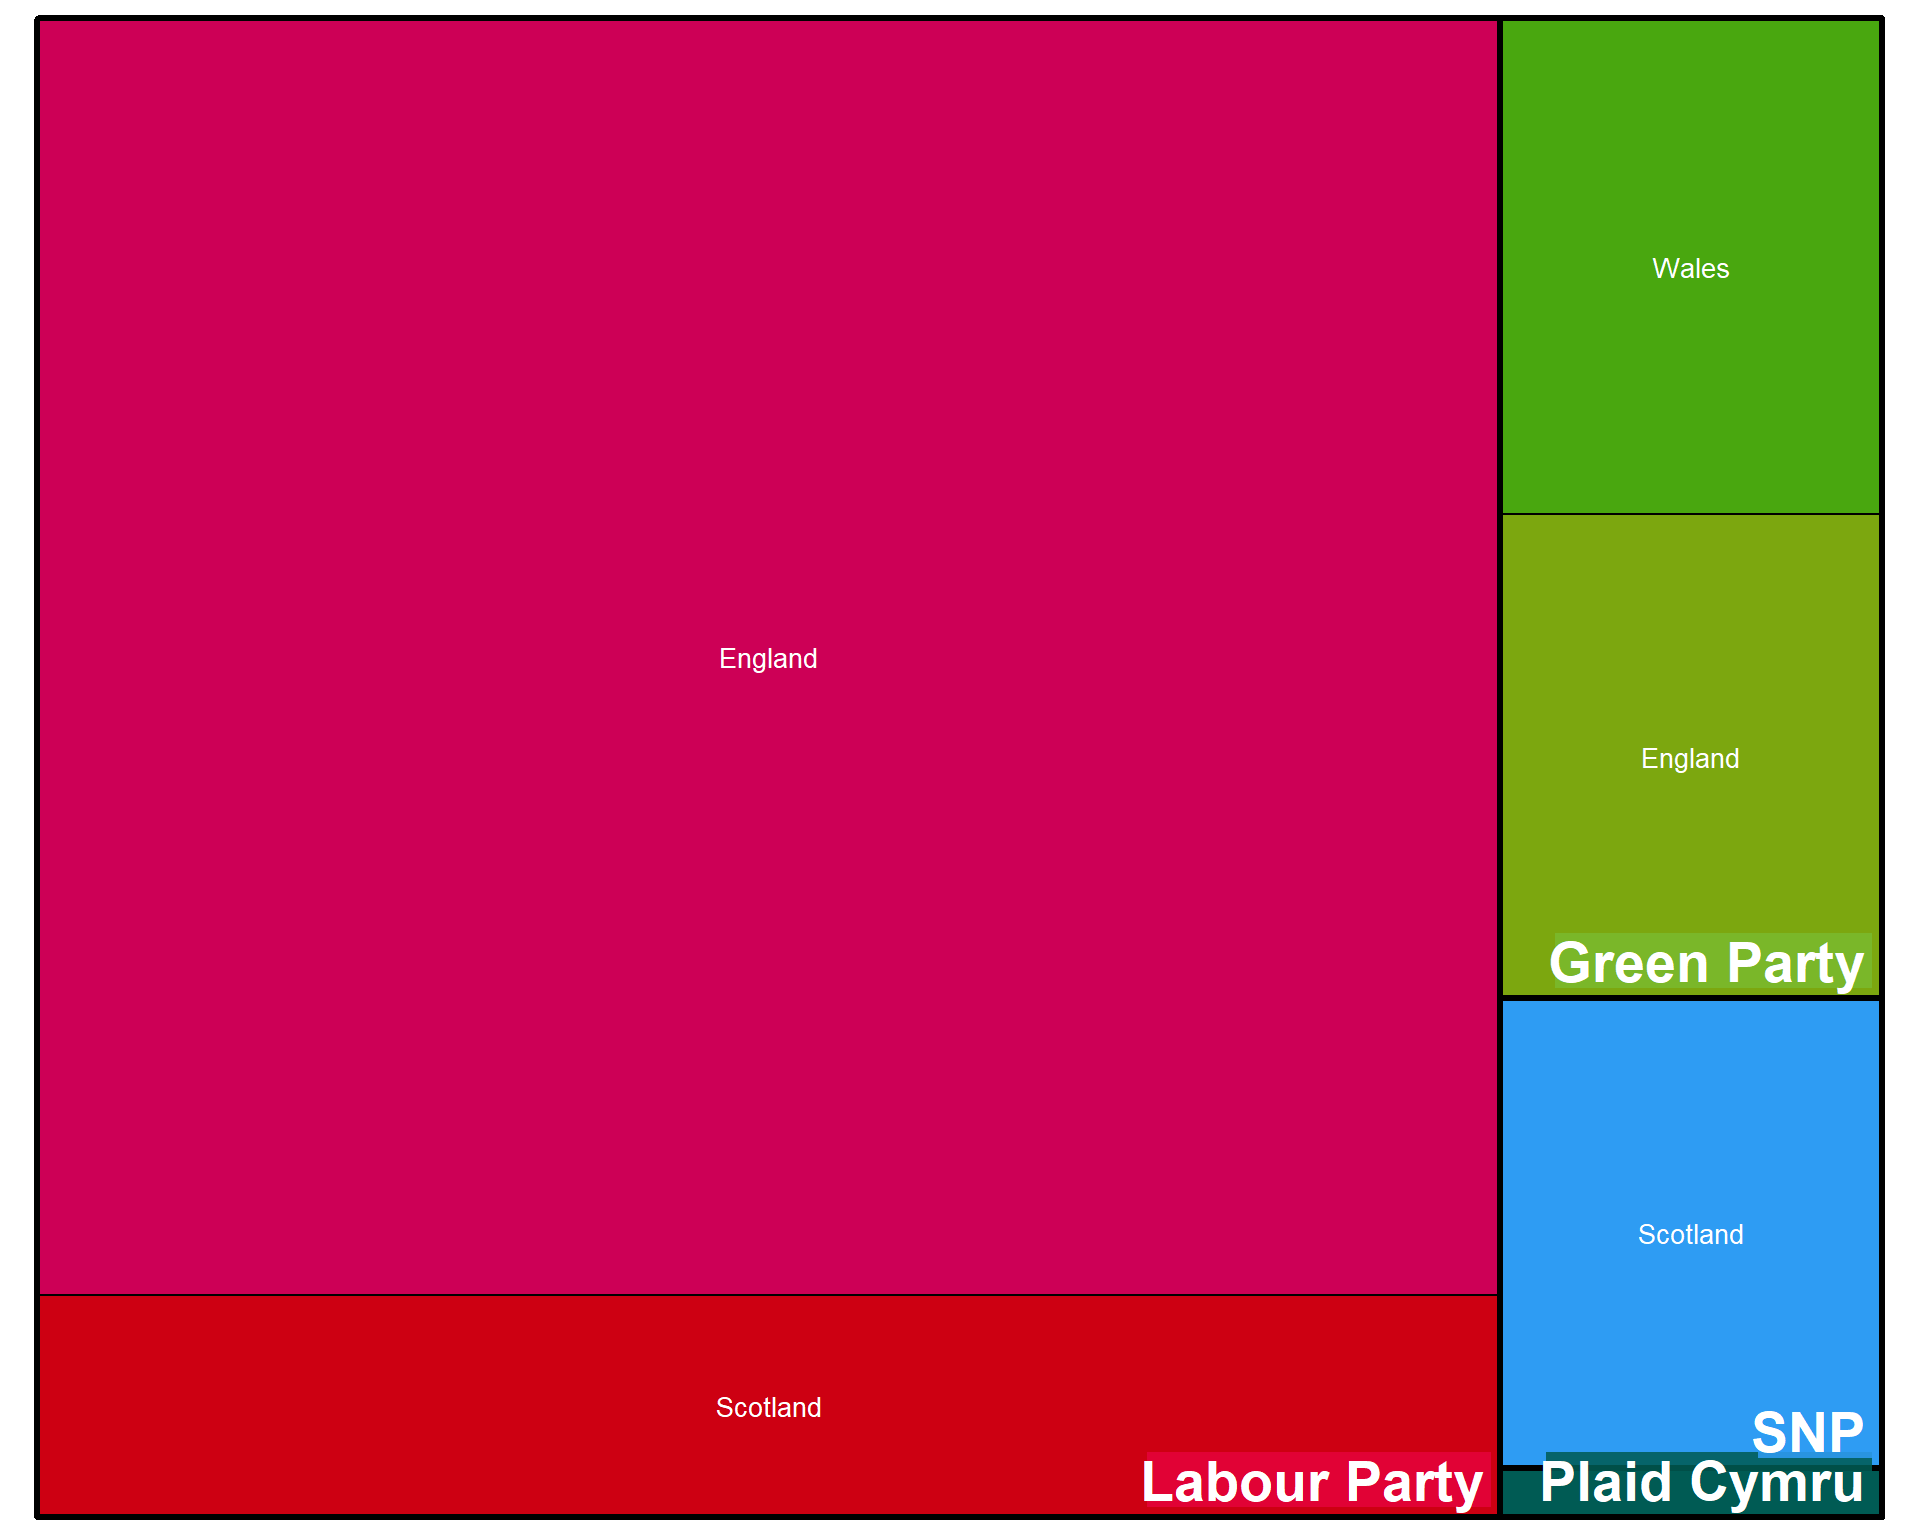 England
Scotland
Labour Party
Wales
England
Green Party
Scotland
SNP
Plaid Cymru